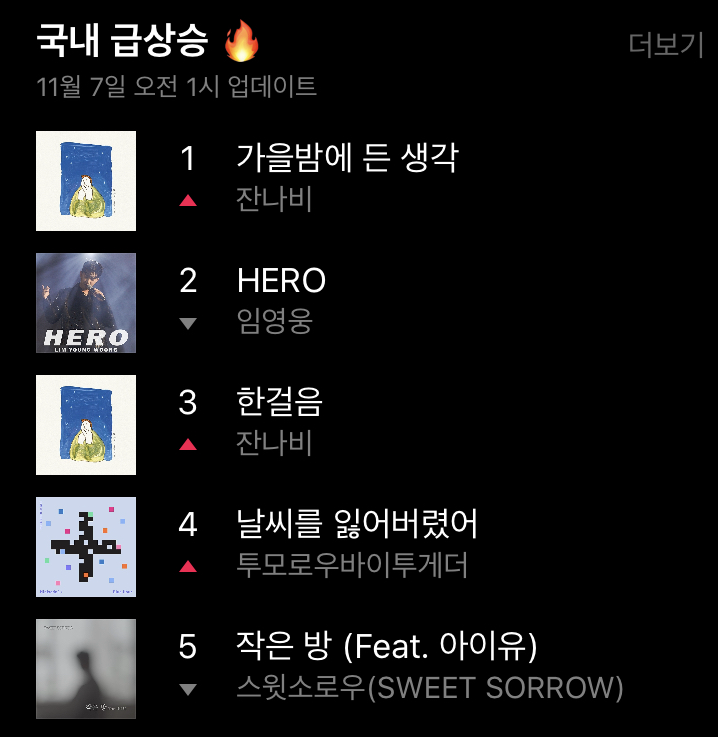 국내 급상승 🔥
더보기
11월 7일 오전 1시 업데이트
1 가을밤에 든 생각
잔나비
2 HERO
임영웅
HERO
LIM YOUNG WOONG
3 한걸음
잔나비
4 날씨를 잃어버렸어
투모로우바이투게더
5 작은 방 (Feat. 아이유)
스윗소로우(SWEET SORROW)